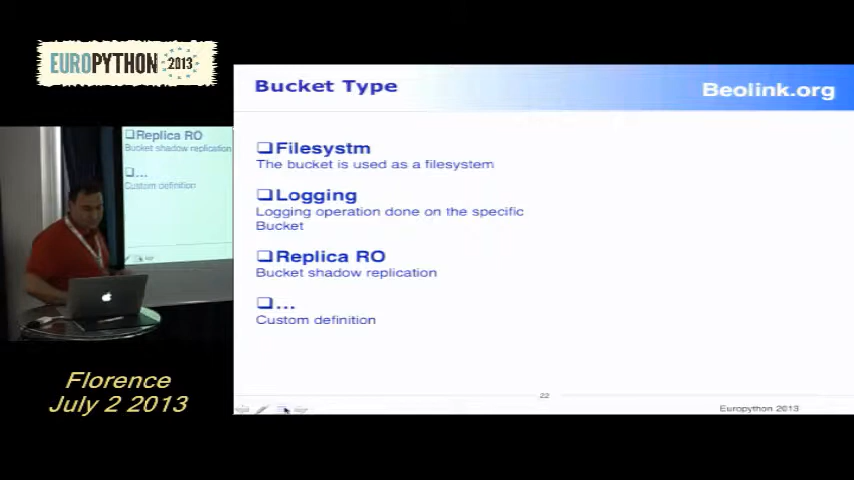 EUROPYTHON 2013
Bucket Type
Beolink.org
❑Filesystm
The bucket is used as a filesystem
❑Logging
Logging operation done on the specific
Bucket
❑Replica RO
Bucket shadow replication
❑...
Custom definition
22
Europython 2013
❑Replica RO
Bucket shadow replication
❑...
Custom definition
Florence
July 2 2013